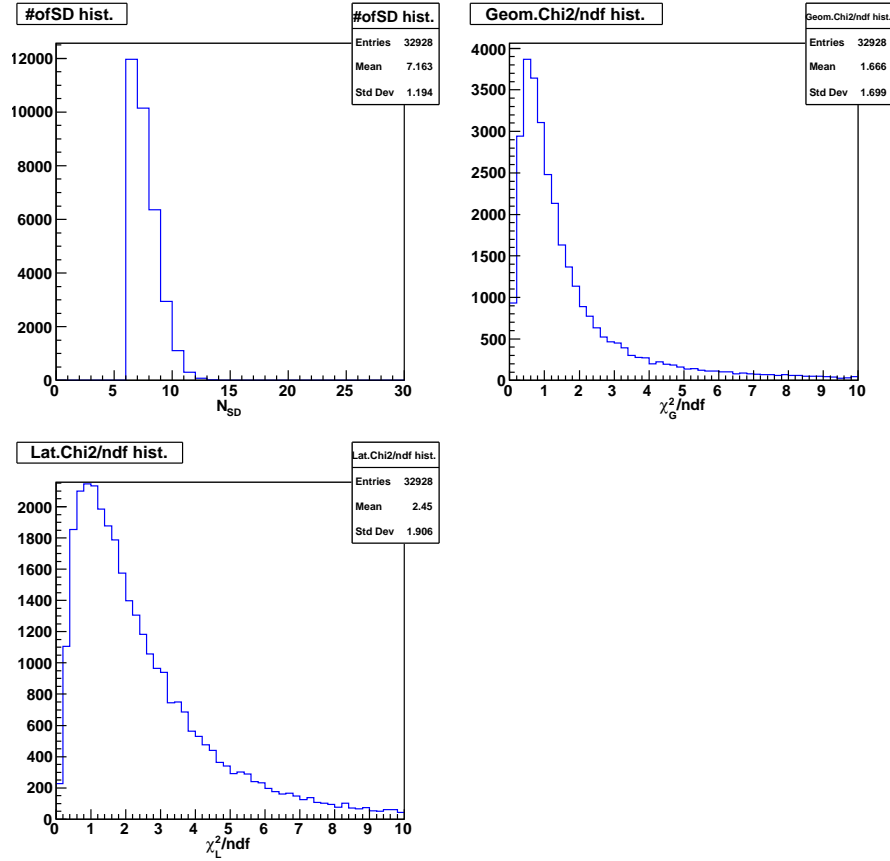 #ofSD hist.
#ofSD hist.
Entries 32928
Mean 7.163
Std Dev 1.194
12000
10000
8000
6000
4000
2000
0
0 5 10 15 20 25 30
N_SD
Geom.Chi2/ndf hist.
Geom.Chi2/ndf hist.
Entries 32928
Mean 1.666
Std Dev 1.699
4000
3500
3000
2500
2000
1500
1000
500
0
0 1 2 3 4 5 6 7 8 9 10
χ²_G/ndf
Lat.Chi2/ndf hist.
Lat.Chi2/ndf hist.
Entries 32928
Mean 2.45
Std Dev 1.906
2000
1800
1600
1400
1200
1000
800
600
400
200
0
0 1 2 3 4 5 6 7 8 9 10
χ²_L/ndf